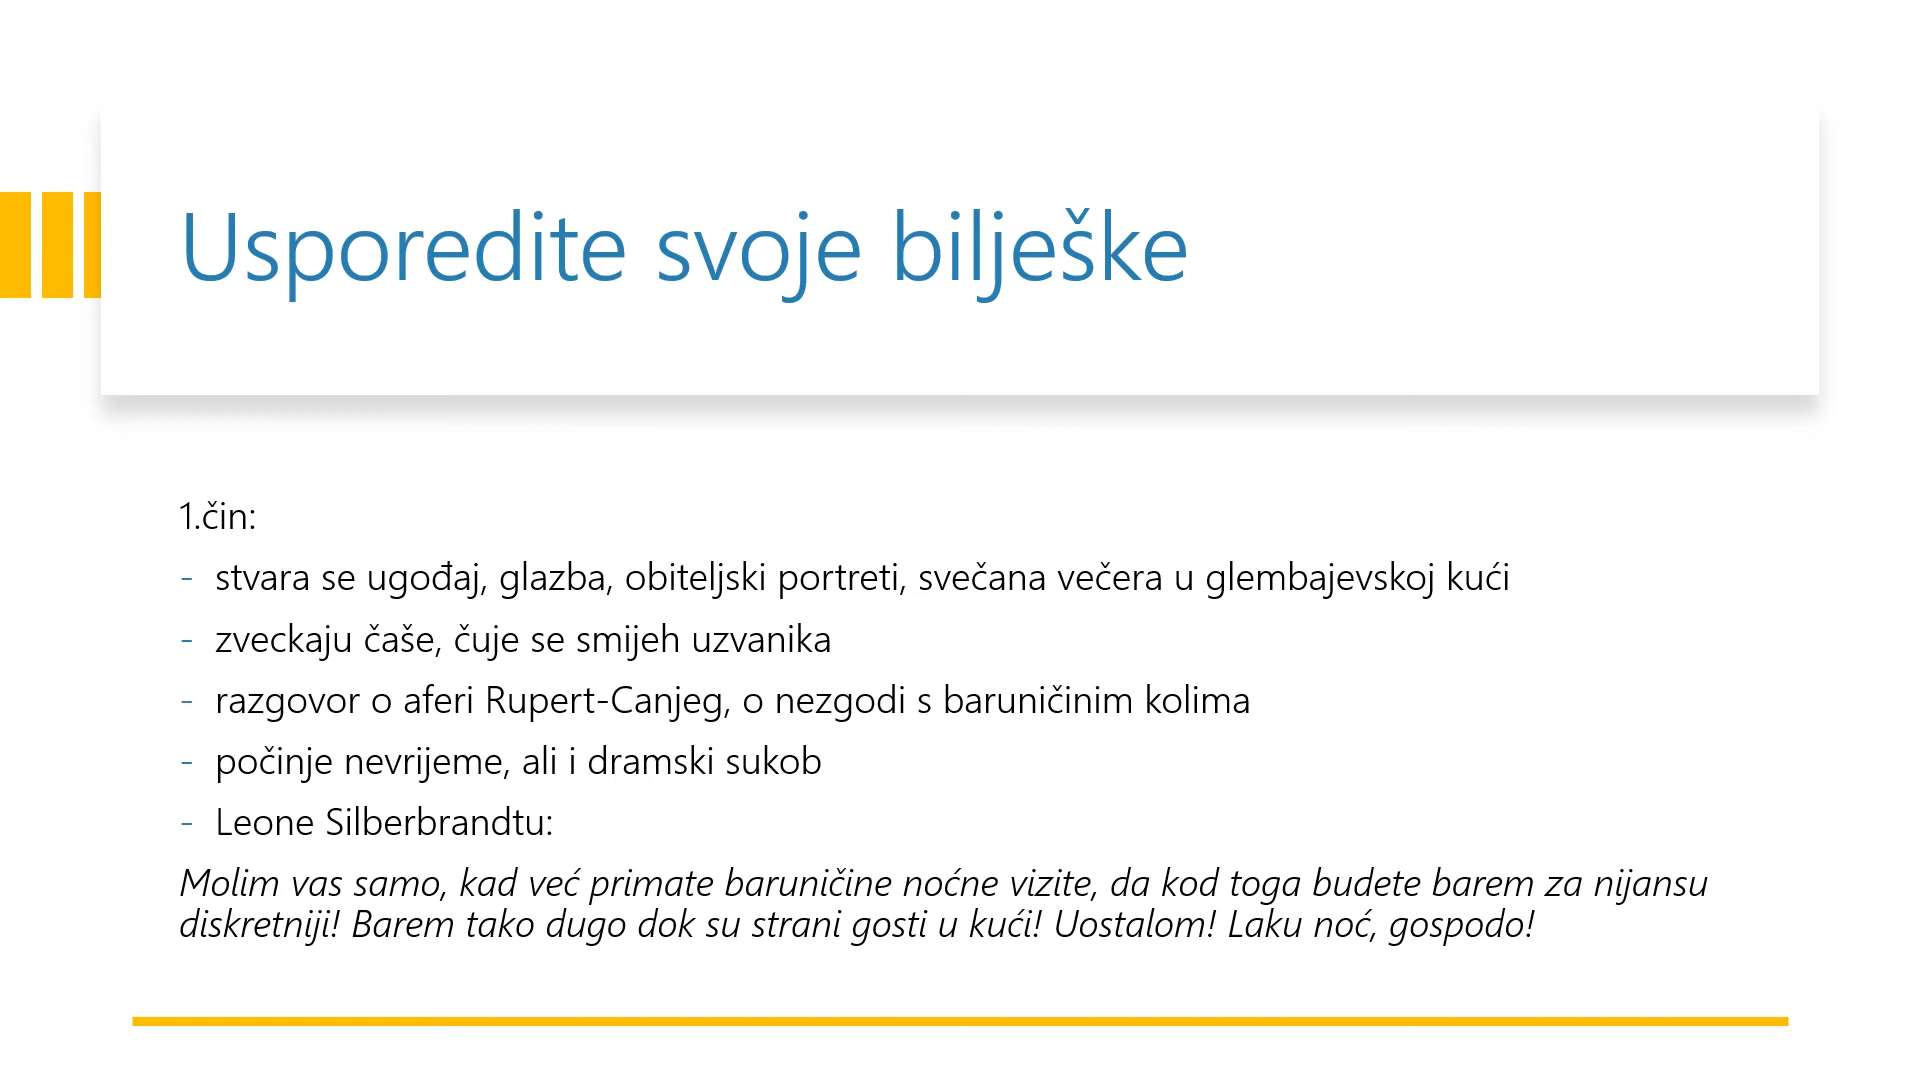 Usporedite svoje bilješke
1.čin:
- stvara se ugođaj, glazba, obiteljski portreti, svečana večera u glembajevskoj kući
- zveckaju čaše, čuje se smijeh uzvanika
- razgovor o aferi Rupert-Canjeg, o nezgodi s baruničinim kolima
- počinje nevrijeme, ali i dramski sukob
- Leone Silberbrandtu:
Molim vas samo, kad već primate baruničine noćne vizite, da kod toga budete barem za nijansu
diskretniji! Barem tako dugo dok su strani gosti u kući! Uostalom! Laku noć, gospodo!